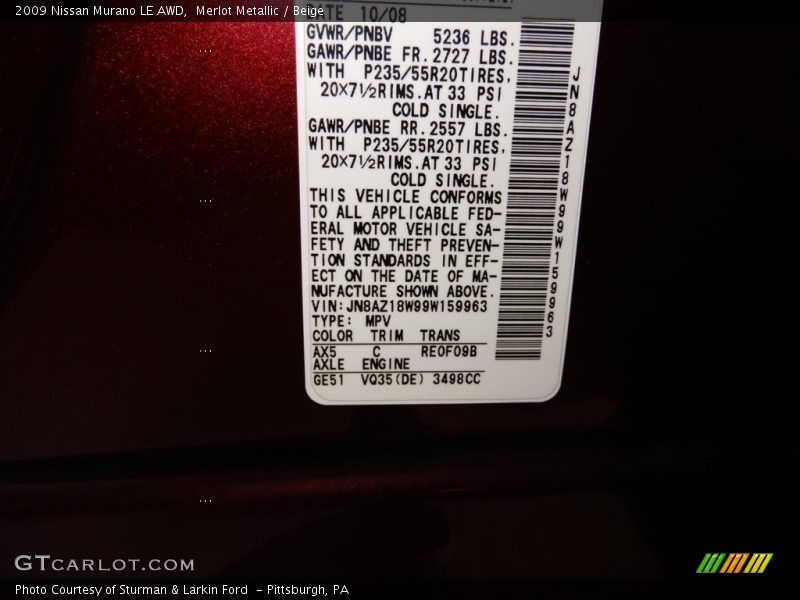 2009 Nissan Murano LE AWD,  Merlot Metallic / Beige
DATE 10/08
GVWR/PNBV 5236 LBS.
GAWR/PNBE FR. 2727 LBS.
WITH P235/55R20TIRES,
20X7½RIMS.AT 33 PSI
COLD SINGLE.
GAWR/PNBE RR. 2557 LBS.
WITH P235/55R20TIRES,
20X7½RIMS.AT 33 PSI
COLD SINGLE.
THIS VEHICLE CONFORMS
TO ALL APPLICABLE FED-
ERAL MOTOR VEHICLE SA-
FETY AND THEFT PREVEN-
TION STANDARDS IN EFF-
ECT ON THE DATE OF MA-
NUFACTURE SHOWN ABOVE.
VIN:JN8AZ18W99W159963
TYPE: MPV
COLOR TRIM TRANS
AX5 C RE0F09B
AXLE ENGINE
GE51 VQ35(DE) 3498CC
JN8AZ18W99W159963
GTCARLOT.COM
Photo Courtesy of Sturman & Larkin Ford  - Pittsburgh, PA